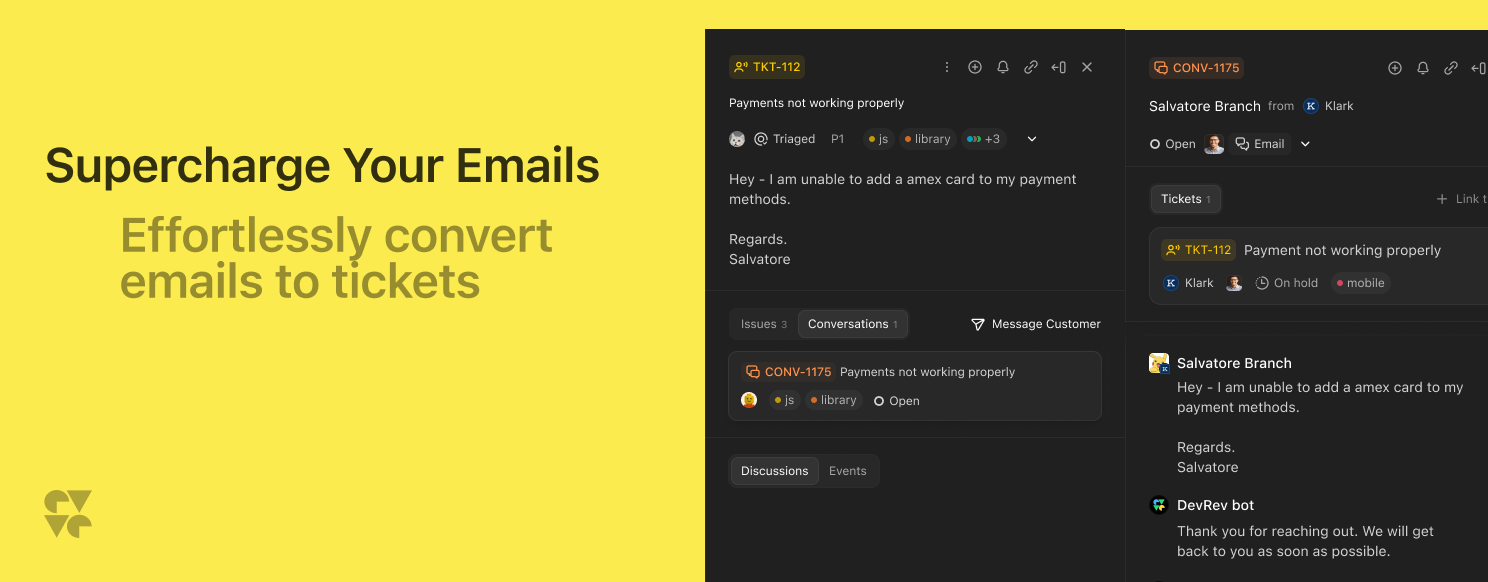 Supercharge Your Emails
Effortlessly convert
emails to tickets
TKT-112
Payments not working properly
Triaged P1 js library +3
Hey - I am unable to add a amex card to my payment
methods.
Regards.
Salvatore
Issues 3 Conversations 1 Message Customer
CONV-1175 Payments not working properly
js library Open
Discussions Events
CONV-1175
Salvatore Branch from K Klark
Open Email
Tickets 1 + Link t
TKT-112 Payment not working properly
K Klark On hold mobile
Salvatore Branch
Hey - I am unable to add a amex card to my
payment methods.
Regards.
Salvatore
DevRev bot
Thank you for reaching out. We will get
back to you as soon as possible.